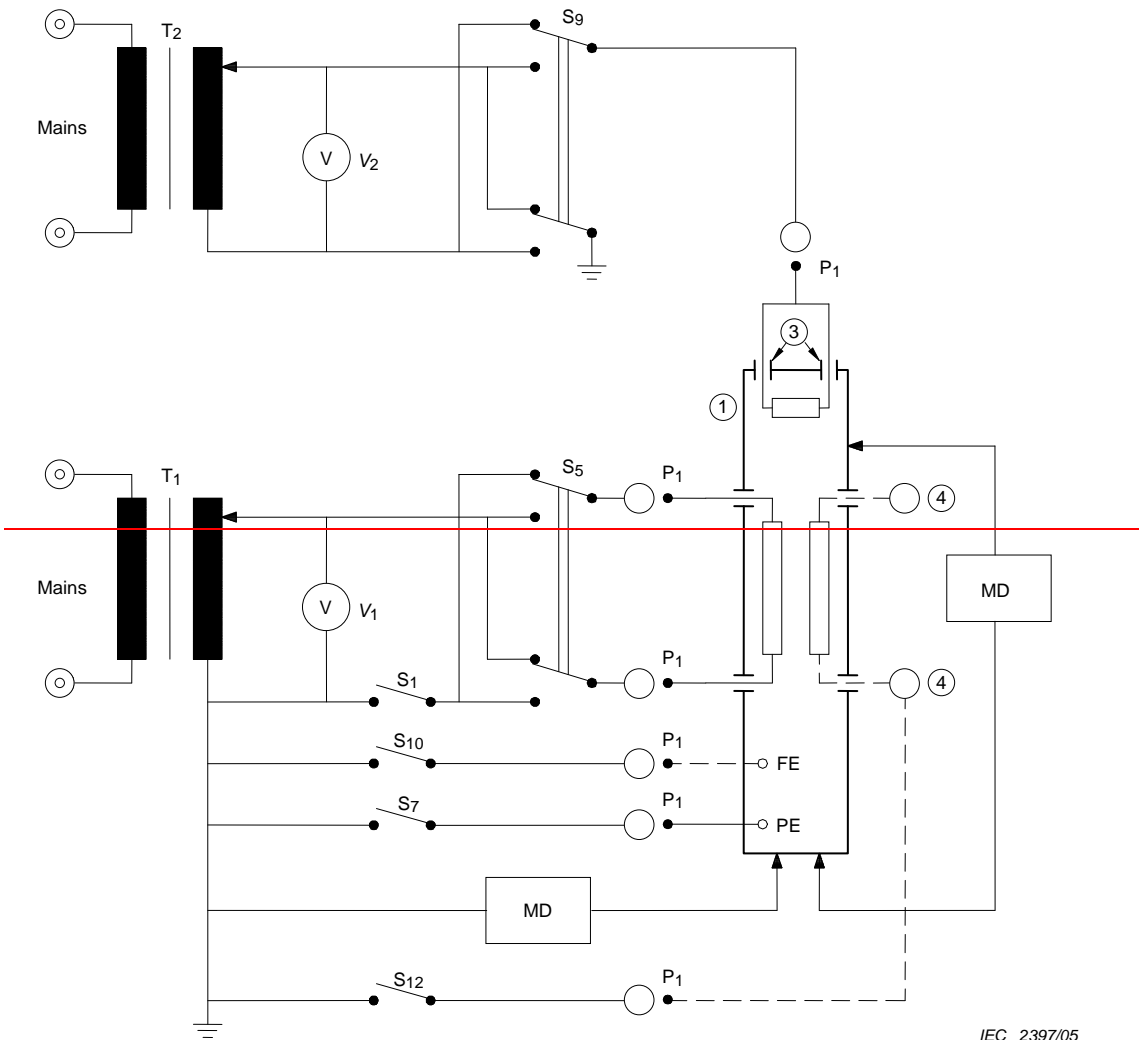 T2
S9
Mains
V
V2
P1
3
1
T1
S5
P1
4
Mains
V
V1
MD
S1
P1
4
S10
P1
FE
S7
P1
PE
MD
S12
P1
IEC 2397/05